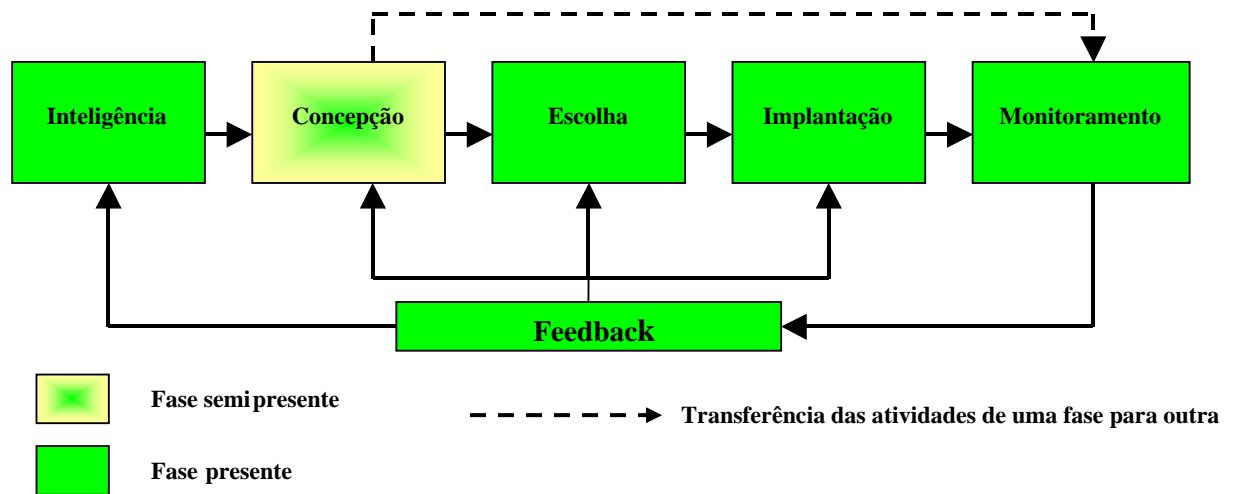 Inteligência
Concepção
Escolha
Implantação
Monitoramento
Feedback
Fase semipresente
Transferência das atividades de uma fase para outra
Fase presente